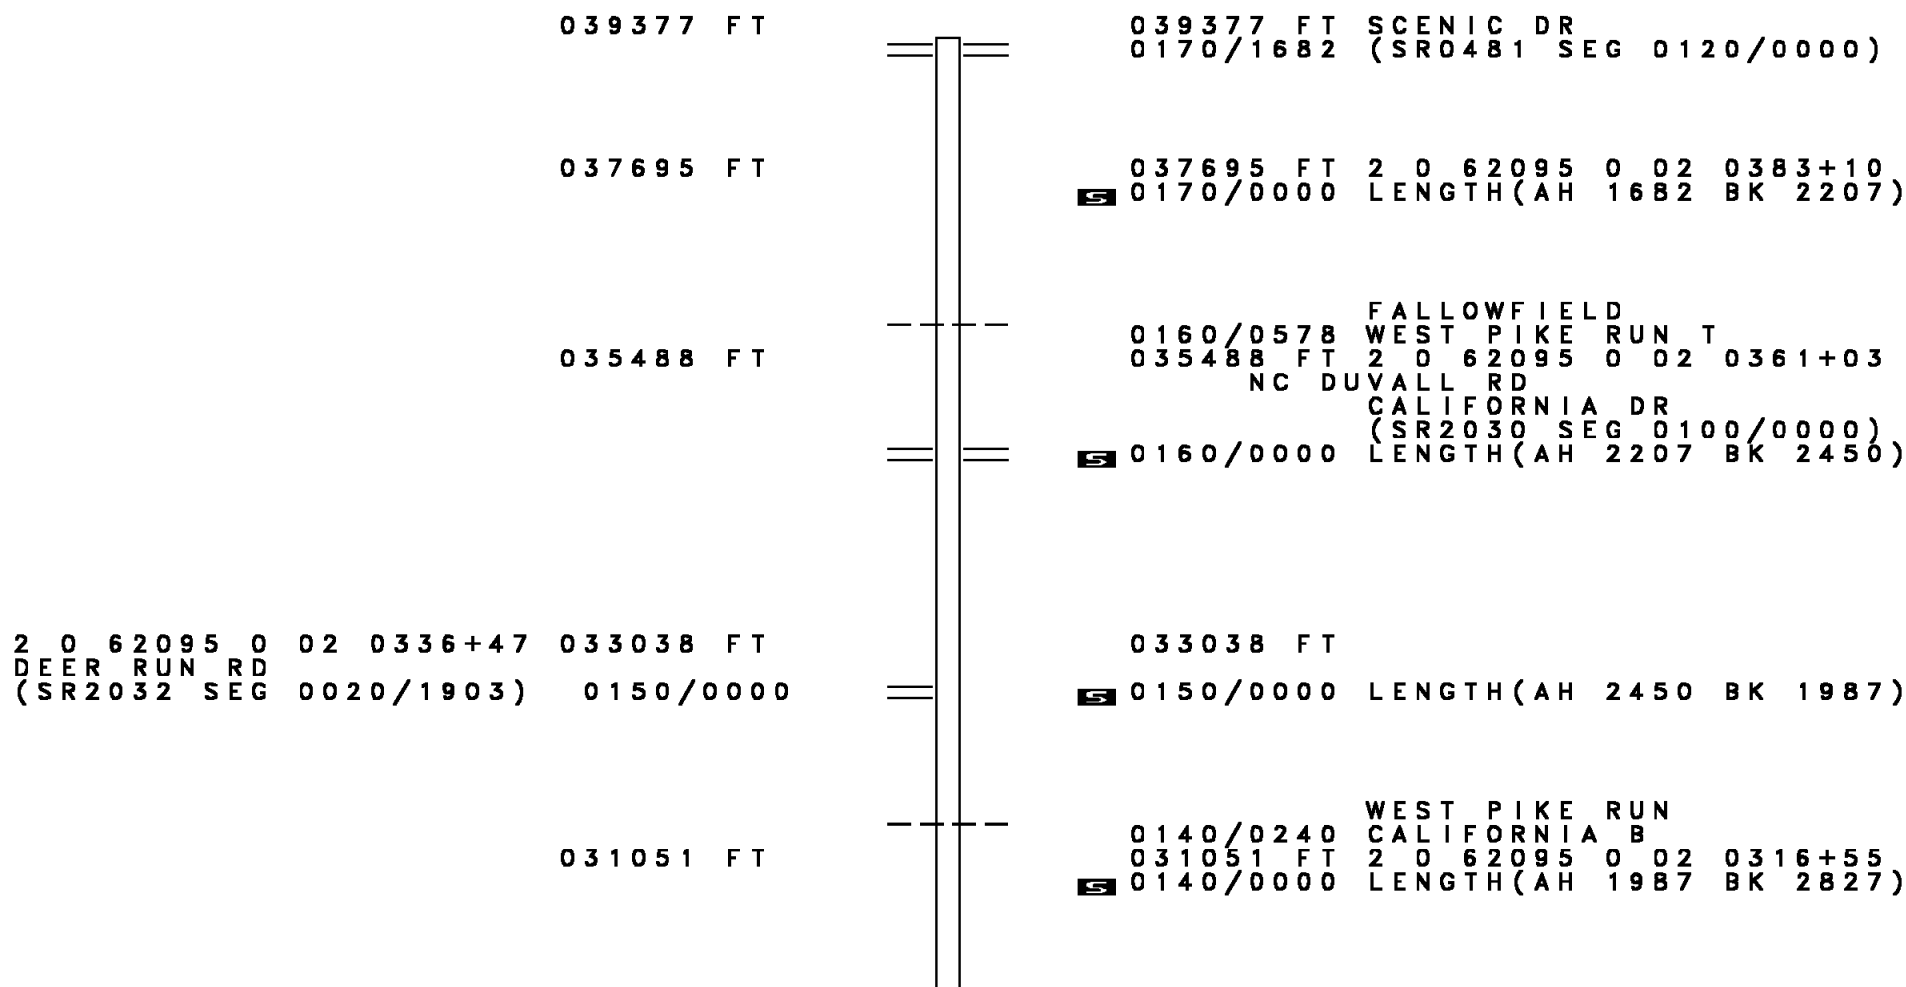 039377 FT 039377 FT SCENIC DR
0170/1682 (SR0481 SEG 0120/0000)
037695 FT 037695 FT 2 0 62095 0 02 0383+10
S 0170/0000 LENGTH(AH 1682 BK 2207)
FALLOWFIELD
0160/0578 WEST PIKE RUN T
035488 FT 035488 FT 2 0 62095 0 02 0361+03
NC DUVALL RD
CALIFORNIA DR
(SR2030 SEG 0100/0000)
S 0160/0000 LENGTH(AH 2207 BK 2450)
2 0 62095 0 02 0336+47 033038 FT 033038 FT
DEER RUN RD
(SR2032 SEG 0020/1903) 0150/0000 S 0150/0000 LENGTH(AH 2450 BK 1987)
WEST PIKE RUN
0140/0240 CALIFORNIA B
031051 FT 031051 FT 2 0 62095 0 02 0316+55
S 0140/0000 LENGTH(AH 1987 BK 2827)